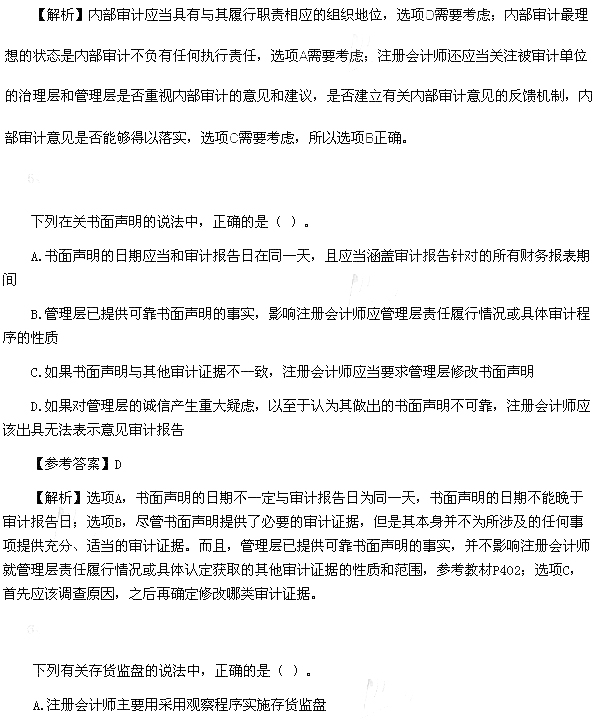 【解析】内部审计应当具有与其履行职责相应的组织地位，选项D需要考虑；内部审计最理
想的状态是内部审计不负有任何执行责任，选项A需要考虑；注册会计师还应当关注被审计单位
的治理层和管理层是否重视内部审计的意见和建议，是否建立有关内部审计意见的反馈机制，内
部审计意见是否能够得以落实，选项C需要考虑，所以选项B正确。
下列在关书面声明的说法中，正确的是（ ）。
A.书面声明的日期应当和审计报告日在同一天，且应当涵盖审计报告针对的所有财务报表期
间
B.管理层已提供可靠书面声明的事实，影响注册会计师应管理层责任履行情况或具体审计程
序的性质
C.如果书面声明与其他审计证据不一致，注册会计师应当要求管理层修改书面声明
D.如果对管理层的诚信产生重大疑虑，以至于认为其做出的书面声明不可靠，注册会计师应
该出具无法表示意见审计报告
【参考答案】D
【解析】选项A，书面声明的日期不一定与审计报告日为同一天，书面声明的日期不能晚于
审计报告日；选项B，尽管书面声明提供了必要的审计证据，但是其本身并不为所涉及的任何事
项提供充分、适当的审计证据。而且，管理层已提供可靠书面声明的事实，并不影响注册会计师
就管理层责任履行情况或具体认定获取的其他审计证据的性质和范围，参考教材P402；选项C，
首先应该调查原因，之后再确定修改哪类审计证据。
下列有关存货监盘的说法中，正确的是（ ）。
A.注册会计师主要用采用观察程序实施存货监盘